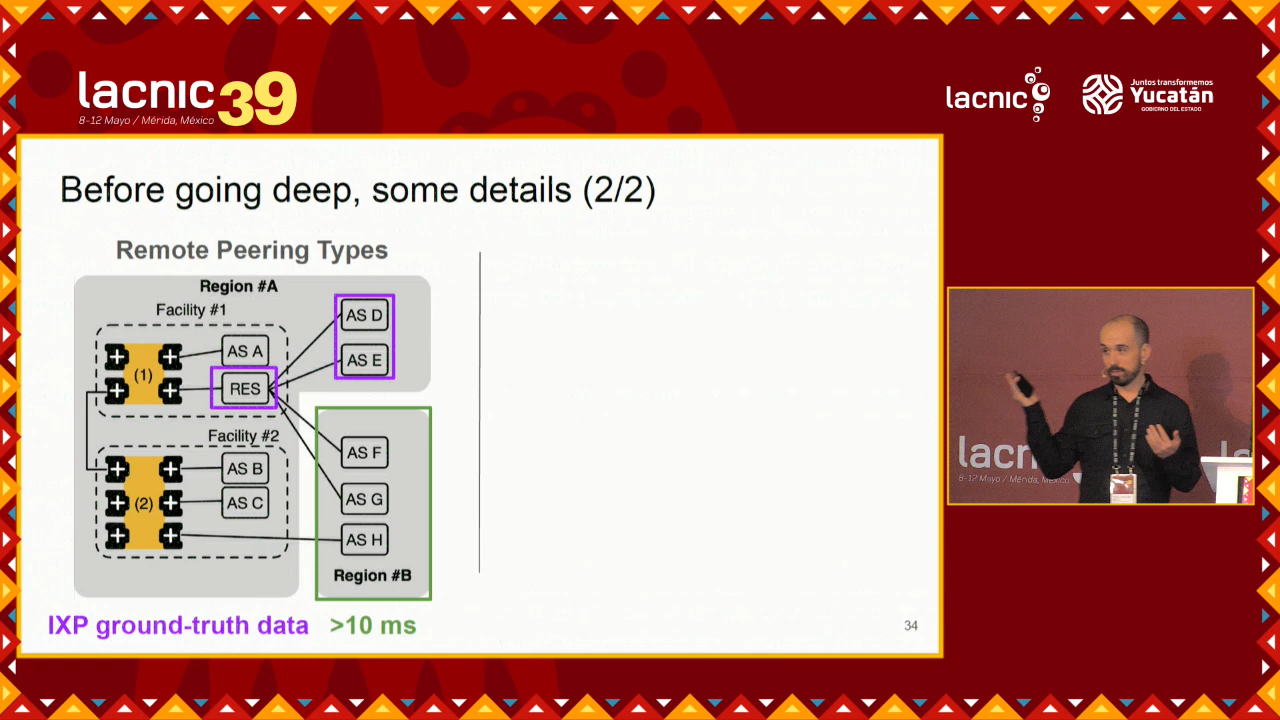 lacnic 39
8-12 Mayo / Mérida, México
lacnic
Juntos transformemos
Yucatán
GOBIERNO DEL ESTADO
Before going deep, some details (2/2)
Remote Peering Types
Region #A
Facility #1
AS D
AS A
(1)
AS E
RES
Facility #2
AS F
AS B
AS G
(2)
AS C
AS H
Region #B
IXP ground-truth data
>10 ms
34
lacn
8-12 Mayo / Mérida, México